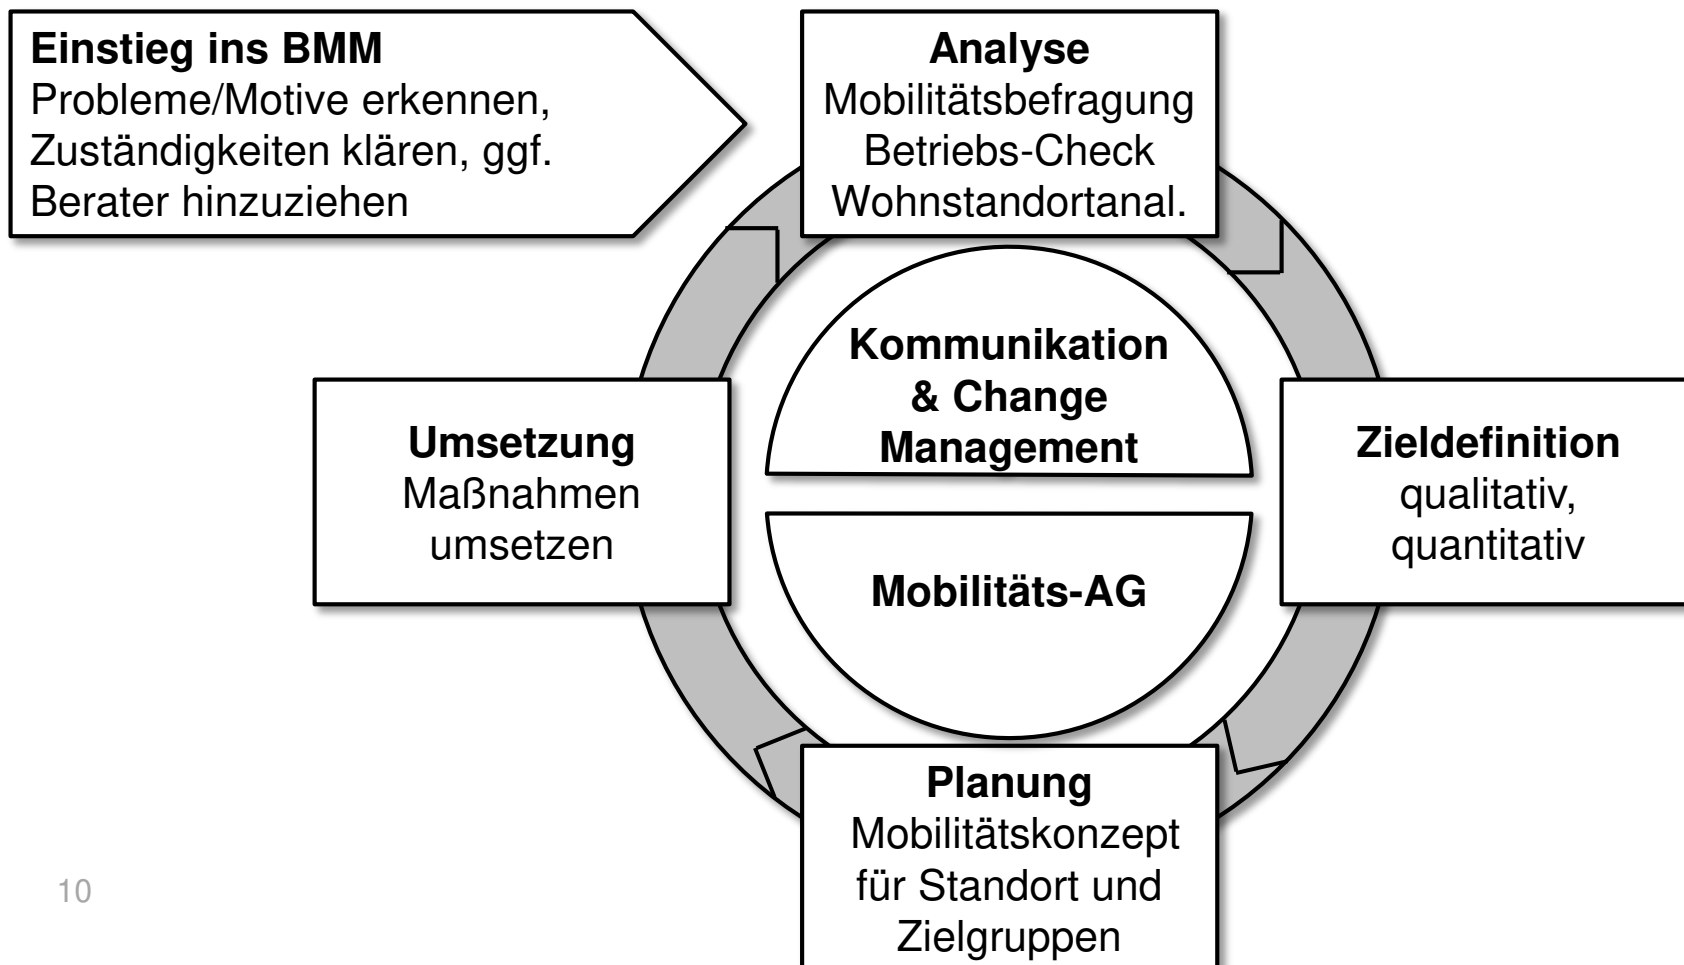 Einstieg ins BMM
Probleme/Motive erkennen,
Zuständigkeiten klären, ggf.
Berater hinzuziehen
Analyse
Mobilitätsbefragung
Betriebs-Check
Wohnstandortanal.
Kommunikation
& Change
Management
Mobilitäts-AG
Umsetzung
Maßnahmen
umsetzen
Zieldefinition
qualitativ,
quantitativ
Planung
Mobilitätskonzept
für Standort und
Zielgruppen
10